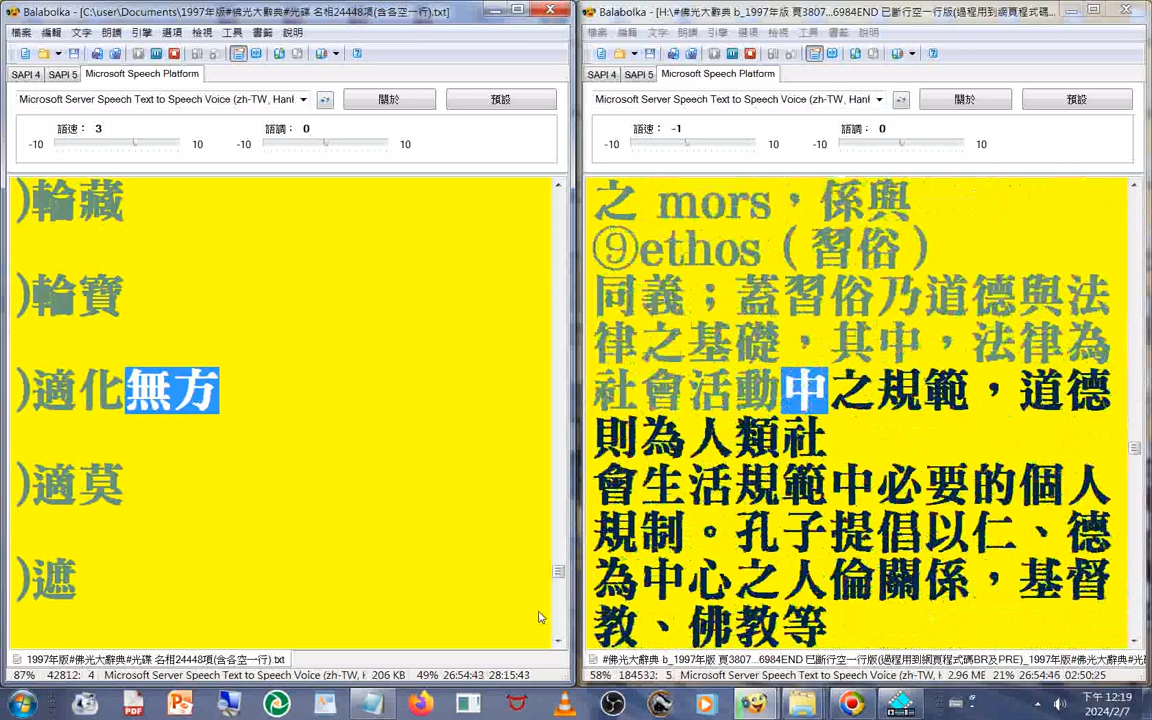 Balabolka - [C:\user\Documents\1997年版#佛光大辭典#光碟 名相24448項(含各空一行).txt]
檔案 編輯 文字 朗讀 引擎 選項 檢視 工具 書籤 說明
SAPI 4 SAPI 5 Microsoft Speech Platform
Microsoft Server Speech Text to Speech Voice (zh-TW, Hanl
關於
預設
語速： 3
語調： 0
-10 10 -10 10
)輪藏
)輪寶
)適化無方
)適莫
)遮
1997年版#佛光大辭典#光碟 名相24448項(含各空一行).txt
87% 42812: 4 Microsoft Server Speech Text to Speech Voice (zh-TW, H 206 KB 49% 26:54:43 28:15:43
Balabolka - [H:\#佛光大辭典 b_1997年版 頁3807...6984END 已斷行空一行版(過程用到網頁程式碼...
檔案 編輯 文字 朗讀 引擎 選項 檢視 工具 書籤 說明
SAPI 4 SAPI 5 Microsoft Speech Platform
Microsoft Server Speech Text to Speech Voice (zh-TW, Hanl
關於
預設
語速： -1
語調： 0
-10 10 -10 10
之 mors，係與
⑨ethos（習俗）
同義；蓋習俗乃道德與法
律之基礎，其中，法律為
社會活動中之規範，道德
則為人類社
會生活規範中必要的個人
規制。孔子提倡以仁、德
為中心之人倫關係，基督
教、佛教等
#佛光大辭典 b_1997年版 頁3807...6984END 已斷行空一行版(過程用到網頁程式碼BR及PRE)_1997年版#光
58% 184532: 5 Microsoft Server Speech Text to Speech Voice (zh-TW, H 2.96 MB 21% 26:54:46 02:50:25
PDF
下午 12:19
2024/2/7